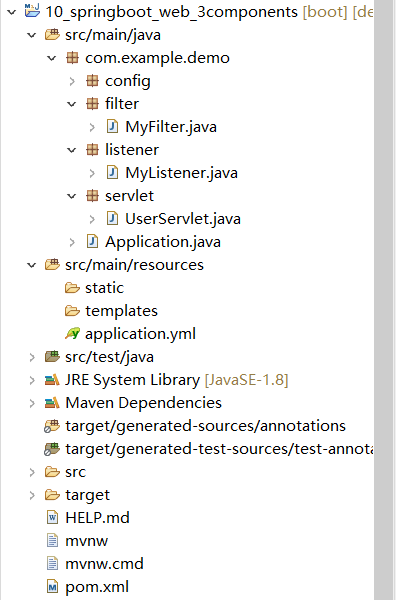 10_springboot_web_3components [boot] [de
src/main/java
com.example.demo
config
filter
MyFilter.java
listener
MyListener.java
servlet
UserServlet.java
Application.java
src/main/resources
static
templates
application.yml
src/test/java
JRE System Library [JavaSE-1.8]
Maven Dependencies
target/generated-sources/annotations
target/generated-test-sources/test-annota
src
target
HELP.md
mvnw
mvnw.cmd
pom.xml